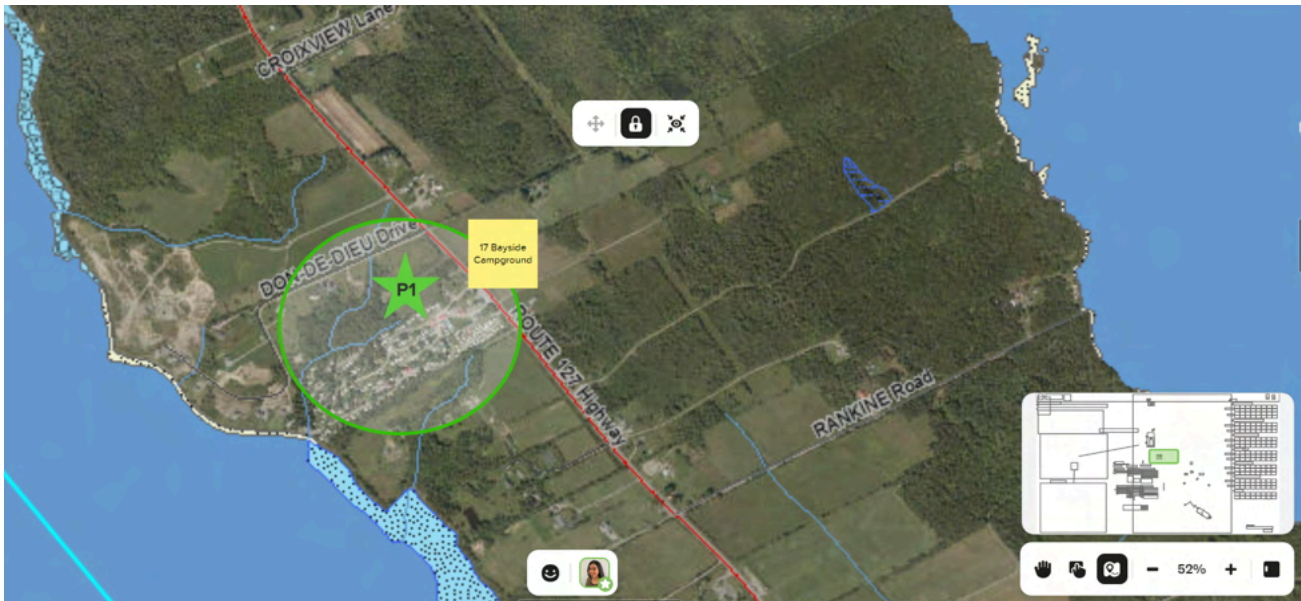 CROIXVIEW Lane
DON-DE-DIEU Drive
17 Bayside
Campground
P1
ROUTE 127 Highway
RANKINE Road
52%